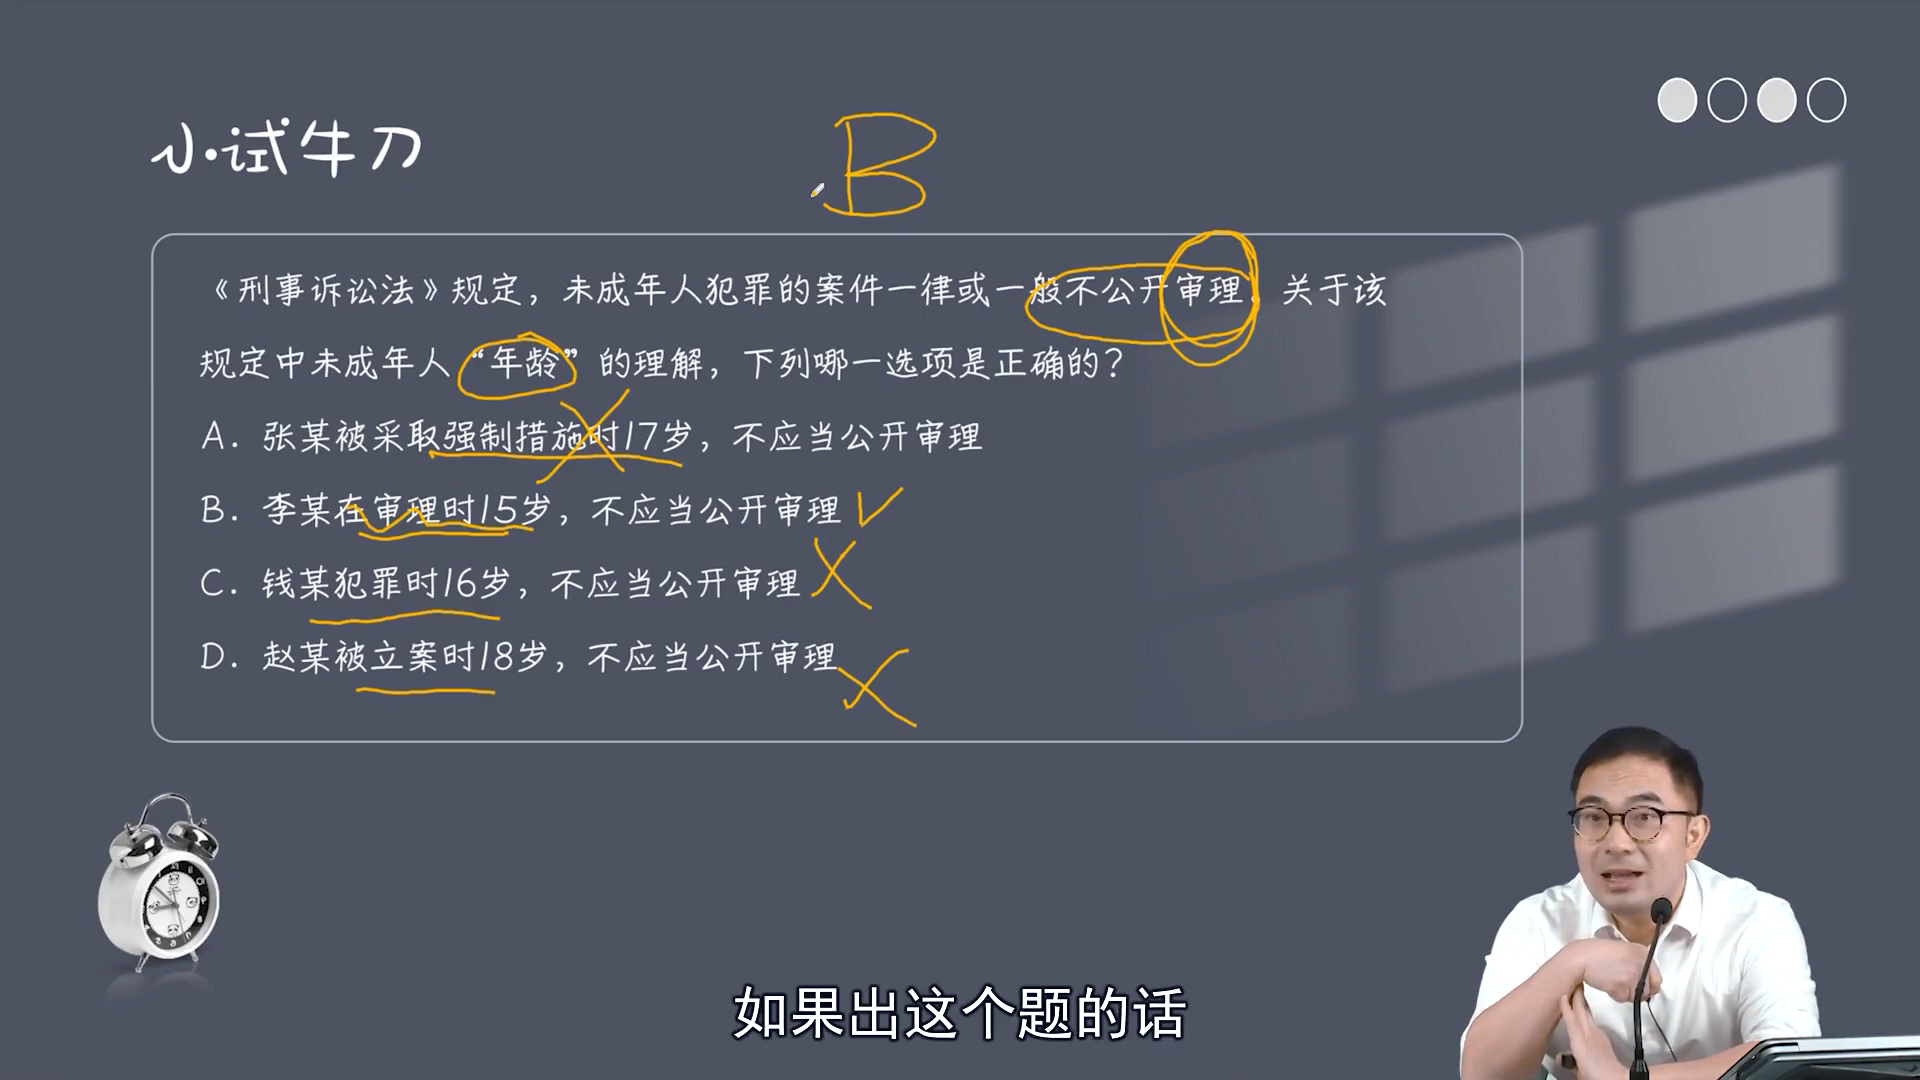 小试牛刀
B
《刑事诉讼法》规定，未成年人犯罪的案件一律或一般不公开审理。关于该
规定中未成年人“年龄”的理解，下列哪一选项是正确的？
A. 张某被采取强制措施时17岁，不应当公开审理
B. 李某在审理时15岁，不应当公开审理
C. 钱某犯罪时16岁，不应当公开审理
D. 赵某被立案时18岁，不应当公开审理
如果出这个题的话